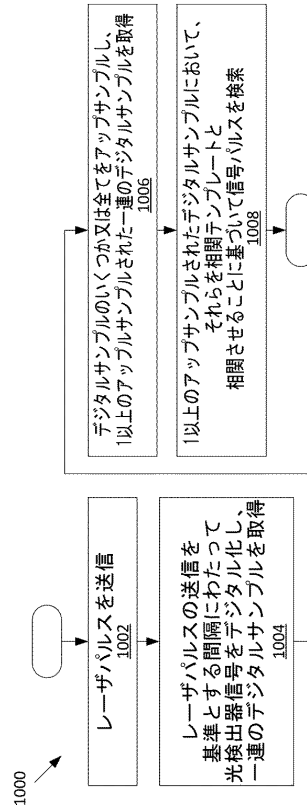 1000
レーザパルスを送信
1002
レーザパルスの送信を
基準とする間隔にわたって
光検出器信号をデジタル化し、
一連のデジタルサンプルを取得
1004
デジタルサンプルのいくつか又は全てをアップサンプルし、
1以上のアップルサンプルされた一連のデジタルサンプルを取得
1006
1以上のアップサンプルされたデジタルサンプルにおいて、
それらを相関テンプレートと
相関させることに基づいて信号パルスを検索
1008